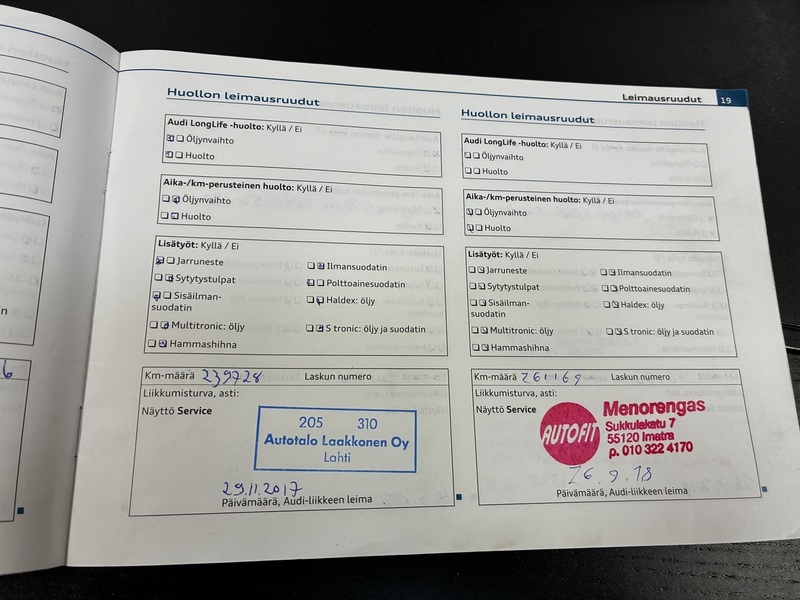 Leimausruudut 19
Huollon leimausruudut
Audi LongLife -huolto: Kyllä / Ei
Öljynvaihto
Huolto
Aika-/km-perusteinen huolto: Kyllä / Ei
Öljynvaihto
Huolto
Lisätyöt: Kyllä / Ei
Jarruneste
Ilmansuodatin
Sytytystulpat
Polttoainesuodatin
Sisäilman-
suodatin
Haldex: öljy
Multitronic: öljy
S tronic: öljy ja suodatin
Hammashihna
Km-määrä 239728 Laskun numero
Liikkumisturva, asti:
Näyttö Service
205 310
Autotalo Laakkonen Oy
Lahti
29.11.2017
Päivämäärä, Audi-liikkeen leima
Huollon leimausruudut
Audi LongLife -huolto: Kyllä / Ei
Öljynvaihto
Huolto
Aika-/km-perusteinen huolto: Kyllä / Ei
Öljynvaihto
Huolto
Lisätyöt: Kyllä / Ei
Jarruneste
Ilmansuodatin
Sytytystulpat
Polttoainesuodatin
Sisäilman-
suodatin
Haldex: öljy
Multitronic: öljy
S tronic: öljy ja suodatin
Hammashihna
Km-määrä 261169 Laskun numero
Liikkumisturva, asti:
Näyttö Service
AUTOFIT
Menorengas
Sukkulakatu 7
55120 Imatra
p. 010 322 4170
26.9.18
Päivämäärä, Audi-liikkeen leima